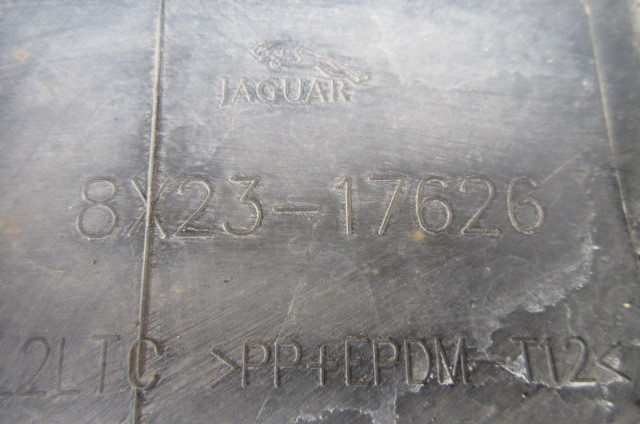 JAGUAR
8X23-17626
2LTC >PP+EPDM-T12<